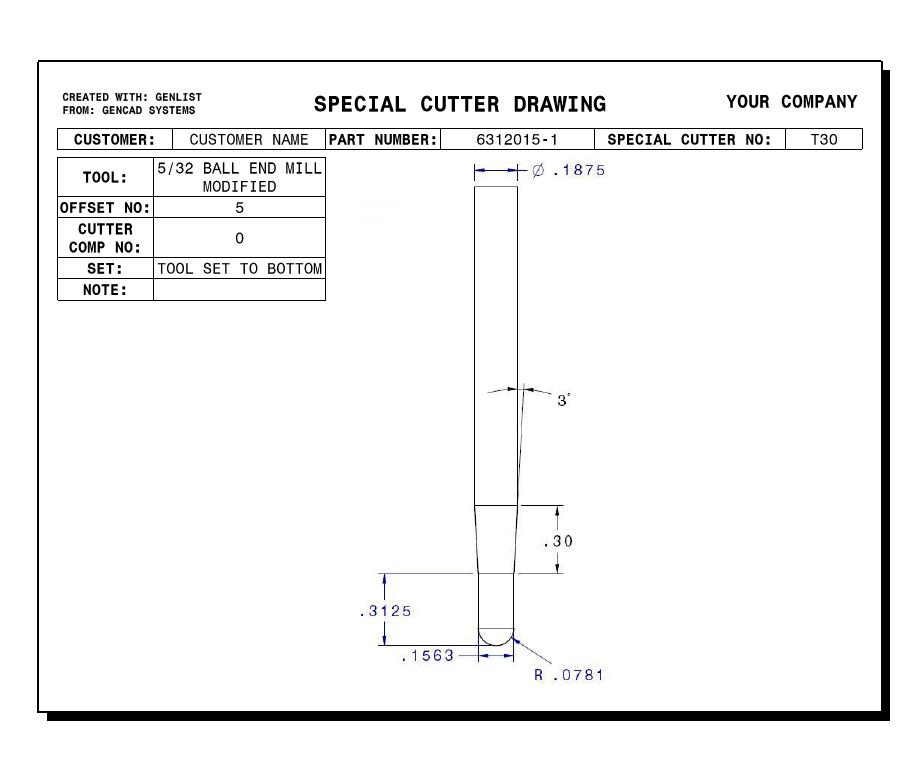 CREATED WITH: GENLIST
FROM: GENCAD SYSTEMS
SPECIAL CUTTER DRAWING
YOUR COMPANY
CUSTOMER: CUSTOMER NAME PART NUMBER: 6312015-1 SPECIAL CUTTER NO: T30
TOOL: 5/32 BALL END MILL
MODIFIED
OFFSET NO: 5
CUTTER
COMP NO: 0
SET: TOOL SET TO BOTTOM
NOTE:
Ø .1875
3°
.30
.3125
.1563
R .0781